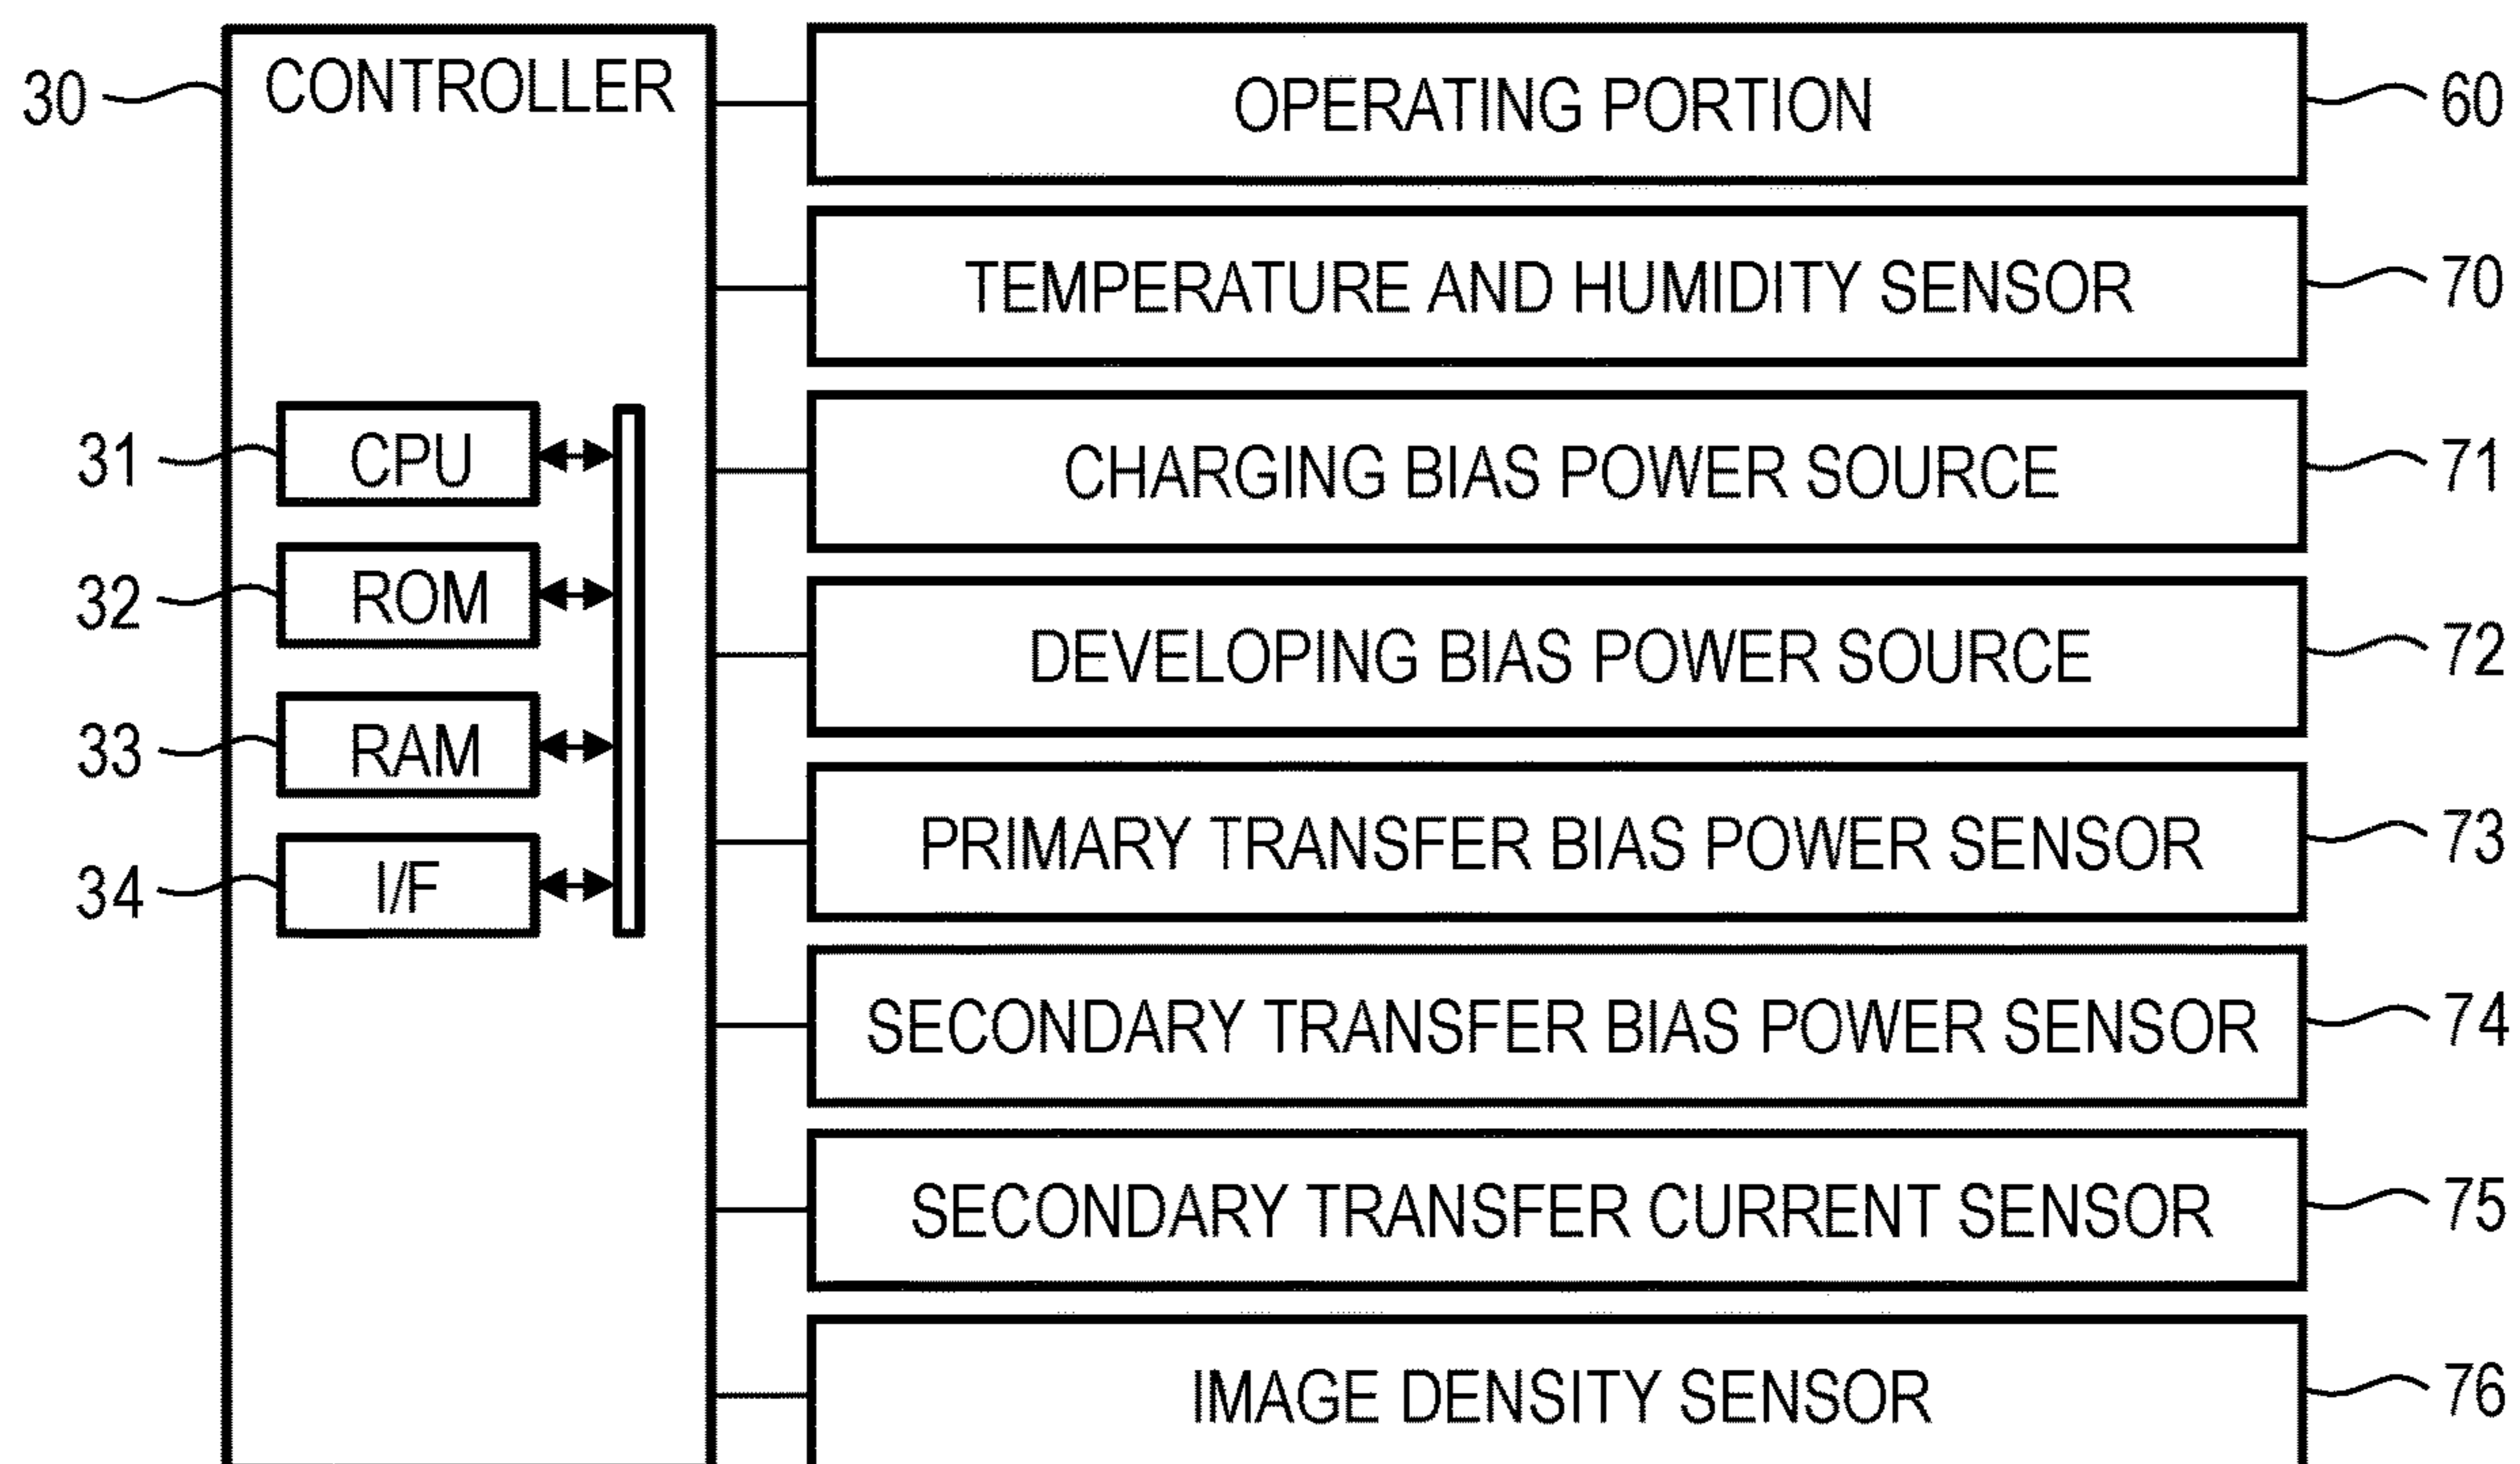 30
CONTROLLER
31
CPU
32
ROM
33
RAM
34
I/F
OPERATING PORTION
60
TEMPERATURE AND HUMIDITY SENSOR
70
CHARGING BIAS POWER SOURCE
71
DEVELOPING BIAS POWER SOURCE
72
PRIMARY TRANSFER BIAS POWER SENSOR
73
SECONDARY TRANSFER BIAS POWER SENSOR
74
SECONDARY TRANSFER CURRENT SENSOR
75
IMAGE DENSITY SENSOR
76